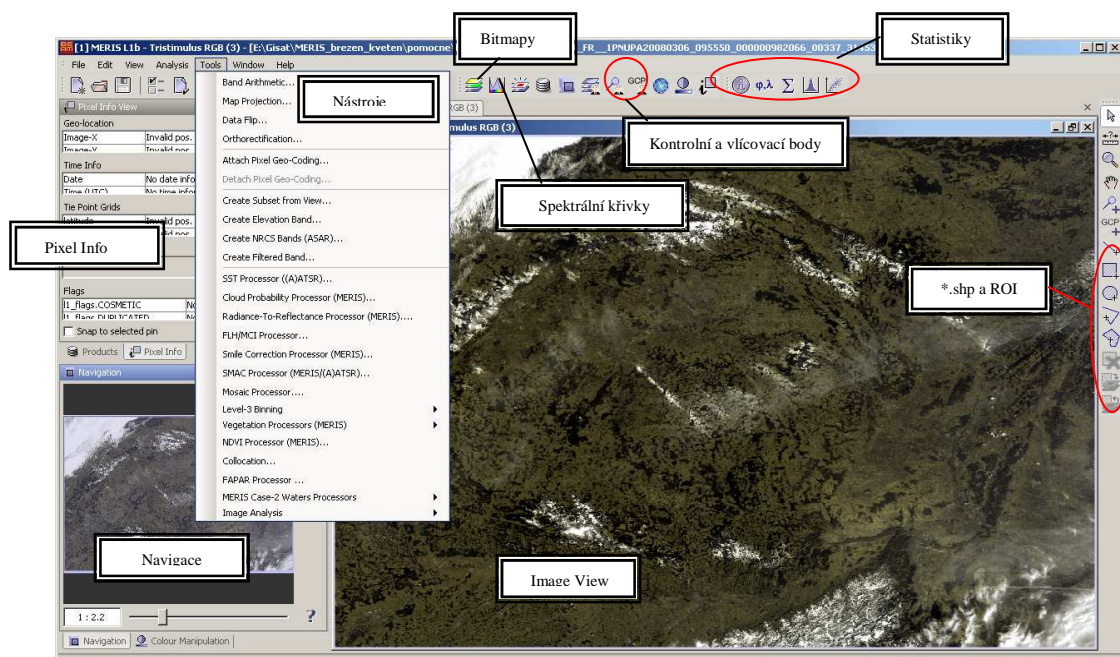 [1] MERIS L1b - Tristimulus RGB (3) - [E:\Gisat\MERIS_brezen_kveten\pomocne\
FR__1PNUPA20080306_095550_000000982066_00337_
Bitmapy
Statistiky
File Edit View Analysis Tools Window Help
GCP
φ,λ
Σ
Nástroje
Kontrolní a vlícovací body
Spektrální křivky
Pixel Info View
Geo-location
Image-X Invalid pos.
Image-Y Invalid pos.
Time Info
Date No date info
Time (UTC) No time infor
Tie Point Grids
latitude Invalid pos.
Pixel Info
Flags
l1_flags.COSMETIC
l1_flags.DUPLICATED
Snap to selected pin
Products Pixel Info
Navigation
Band Arithmetic...
Map Projection...
Data Flip...
Orthorectification...
Attach Pixel Geo-Coding...
Detach Pixel Geo-Coding...
Create Subset from View...
Create Elevation Band...
Create NRCS Bands (ASAR)...
Create Filtered Band...
SST Processor ((A)ATSR)...
Cloud Probability Processor (MERIS)...
Radiance-To-Reflectance Processor (MERIS)....
FLH/MCI Processor...
Smile Correction Processor (MERIS)...
SMAC Processor (MERIS/(A)ATSR)...
Mosaic Processor....
Level-3 Binning
Vegetation Processors (MERIS)
NDVI Processor (MERIS)...
Collocation...
FAPAR Processor ...
MERIS Case-2 Waters Processors
Image Analysis
RGB (3)
mulus RGB (3)
GCP
*.shp a ROI
Navigace
Image View
1 : 2.2
?
Navigation Colour Manipulation